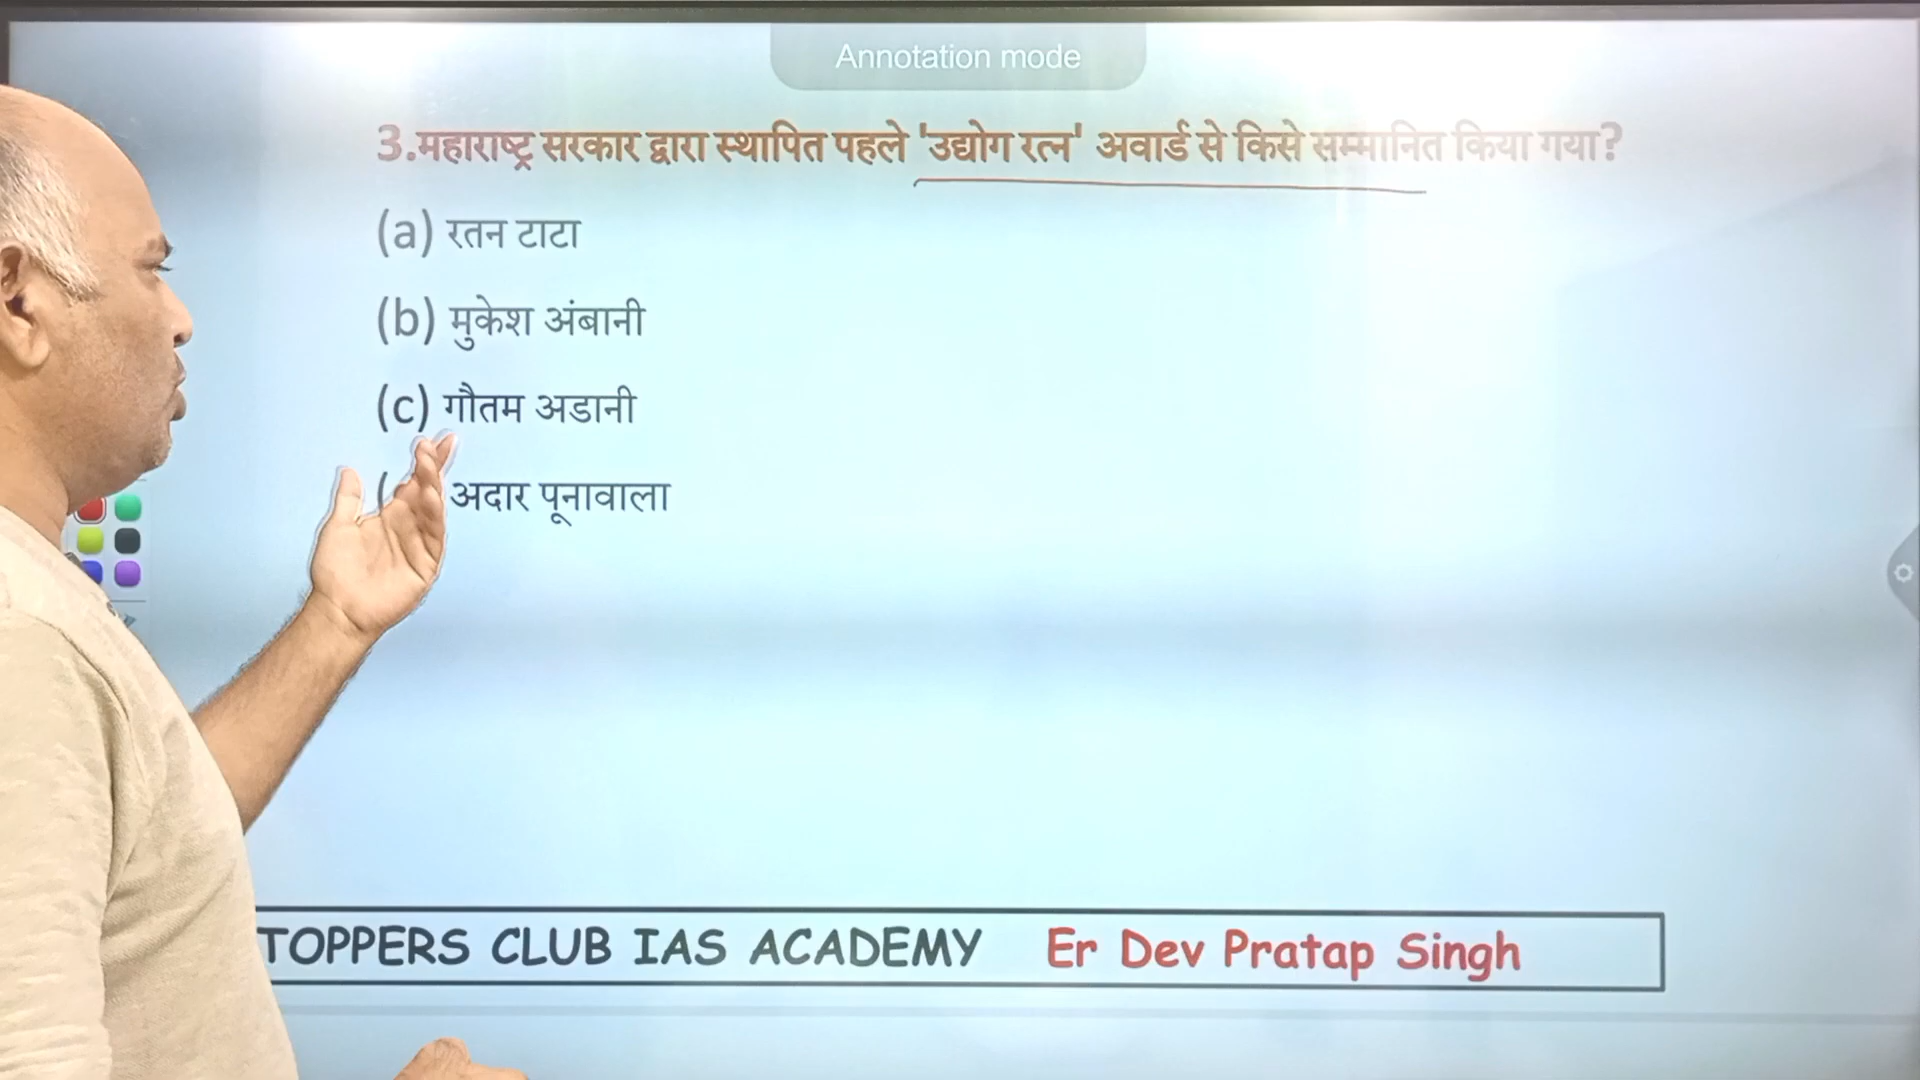 Annotation mode
3.महाराष्ट्र सरकार द्वारा स्थापित पहले 'उद्योग रत्न' अवार्ड से किसे सम्मानित किया गया?
(a) रतन टाटा
(b) मुकेश अंबानी
(c) गौतम अडानी
( अदार पूनावाला
TOPPERS CLUB IAS ACADEMY Er Dev Pratap Singh